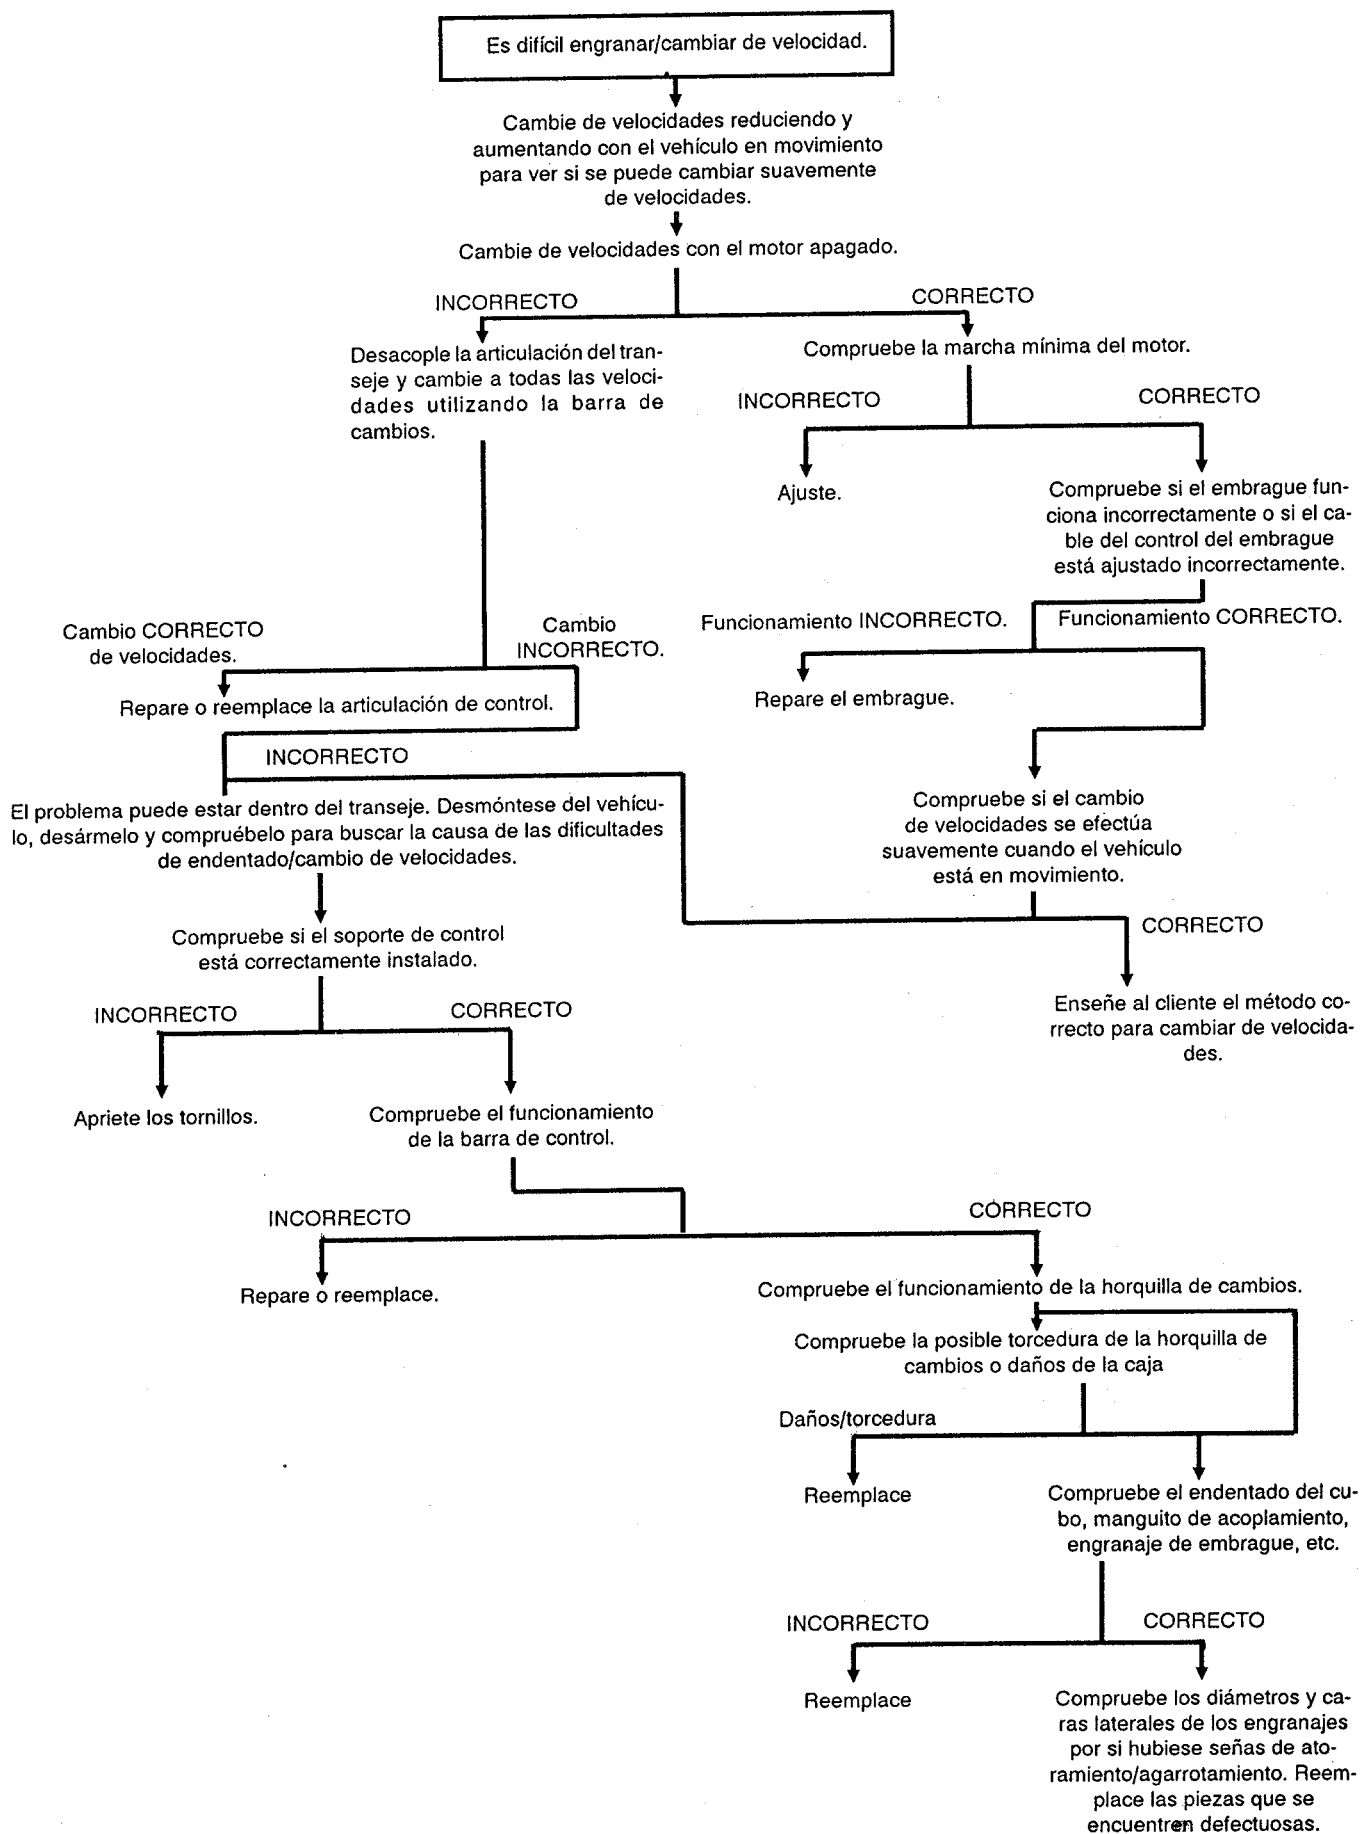 Es difícil engranar/cambiar de velocidad.
Cambie de velocidades reduciendo y
aumentando con el vehículo en movimiento
para ver si se puede cambiar suavemente
de velocidades.
Cambie de velocidades con el motor apagado.
INCORRECTO
CORRECTO
Desacople la articulación del tran-
seje y cambie a todas las veloci-
dades utilizando la barra de
cambios.
Compruebe la marcha mínima del motor.
INCORRECTO
CORRECTO
Ajuste.
Compruebe si el embrague fun-
ciona incorrectamente o si el ca-
ble del control del embrague
está ajustado incorrectamente.
Cambio CORRECTO
de velocidades.
Cambio
INCORRECTO.
Funcionamiento INCORRECTO.
Funcionamiento CORRECTO.
Repare o reemplace la articulación de control.
Repare el embrague.
INCORRECTO
El problema puede estar dentro del transeje. Desmóntese del vehícu-
lo, desármelo y compruébelo para buscar la causa de las dificultades
de endentado/cambio de velocidades.
Compruebe si el cambio
de velocidades se efectúa
suavemente cuando el vehículo
está en movimiento.
Compruebe si el soporte de control
está correctamente instalado.
CORRECTO
INCORRECTO
CORRECTO
Enseñe al cliente el método co-
rrecto para cambiar de velocida-
des.
Apriete los tornillos.
Compruebe el funcionamiento
de la barra de control.
INCORRECTO
CORRECTO
Repare o reemplace.
Compruebe el funcionamiento de la horquilla de cambios.
Compruebe la posible torcedura de la horquilla de
cambios o daños de la caja
Daños/torcedura
Reemplace
Compruebe el endentado del cu-
bo, manguito de acoplamiento,
engranaje de embrague, etc.
INCORRECTO
CORRECTO
Reemplace
Compruebe los diámetros y ca-
ras laterales de los engranajes
por si hubiese señas de ato-
ramiento/agarrotamiento. Reem-
place las piezas que se
encuentren defectuosas.